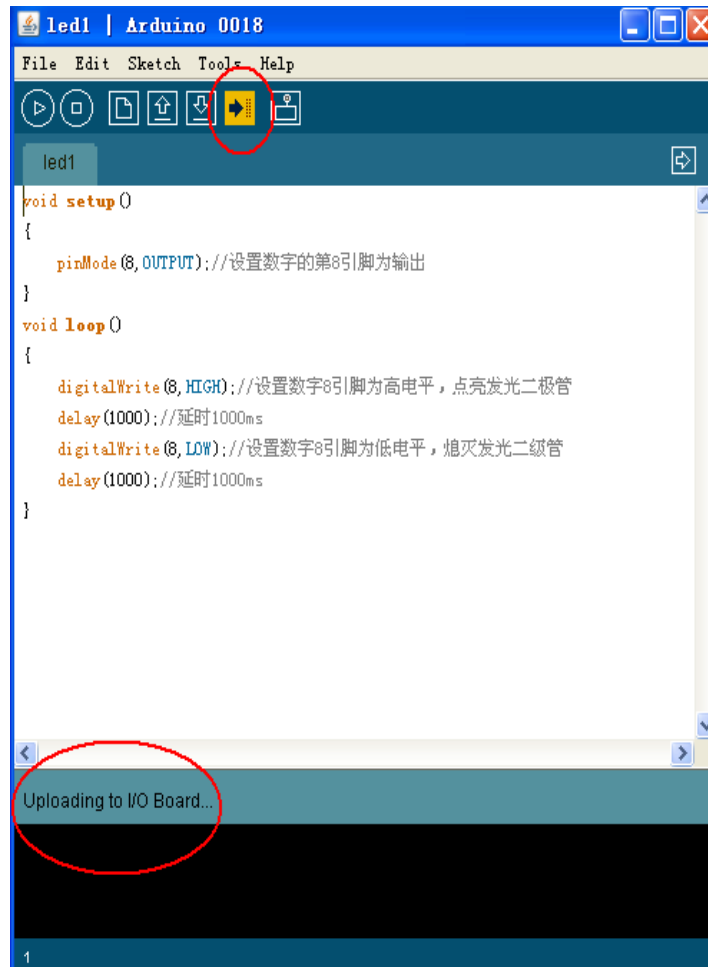 led1 | Arduino 0018
File Edit Sketch Tools Help
led1
void setup()
{
pinMode(8,OUTPUT);//设置数字的第8引脚为输出
}
void loop()
{
digitalWrite(8,HIGH);//设置数字8引脚为高电平，点亮发光二极管
delay(1000);//延时1000ms
digitalWrite(8,LOW);//设置数字8引脚为低电平，熄灭发光二级管
delay(1000);//延时1000ms
}
Uploading to I/O Board...
1